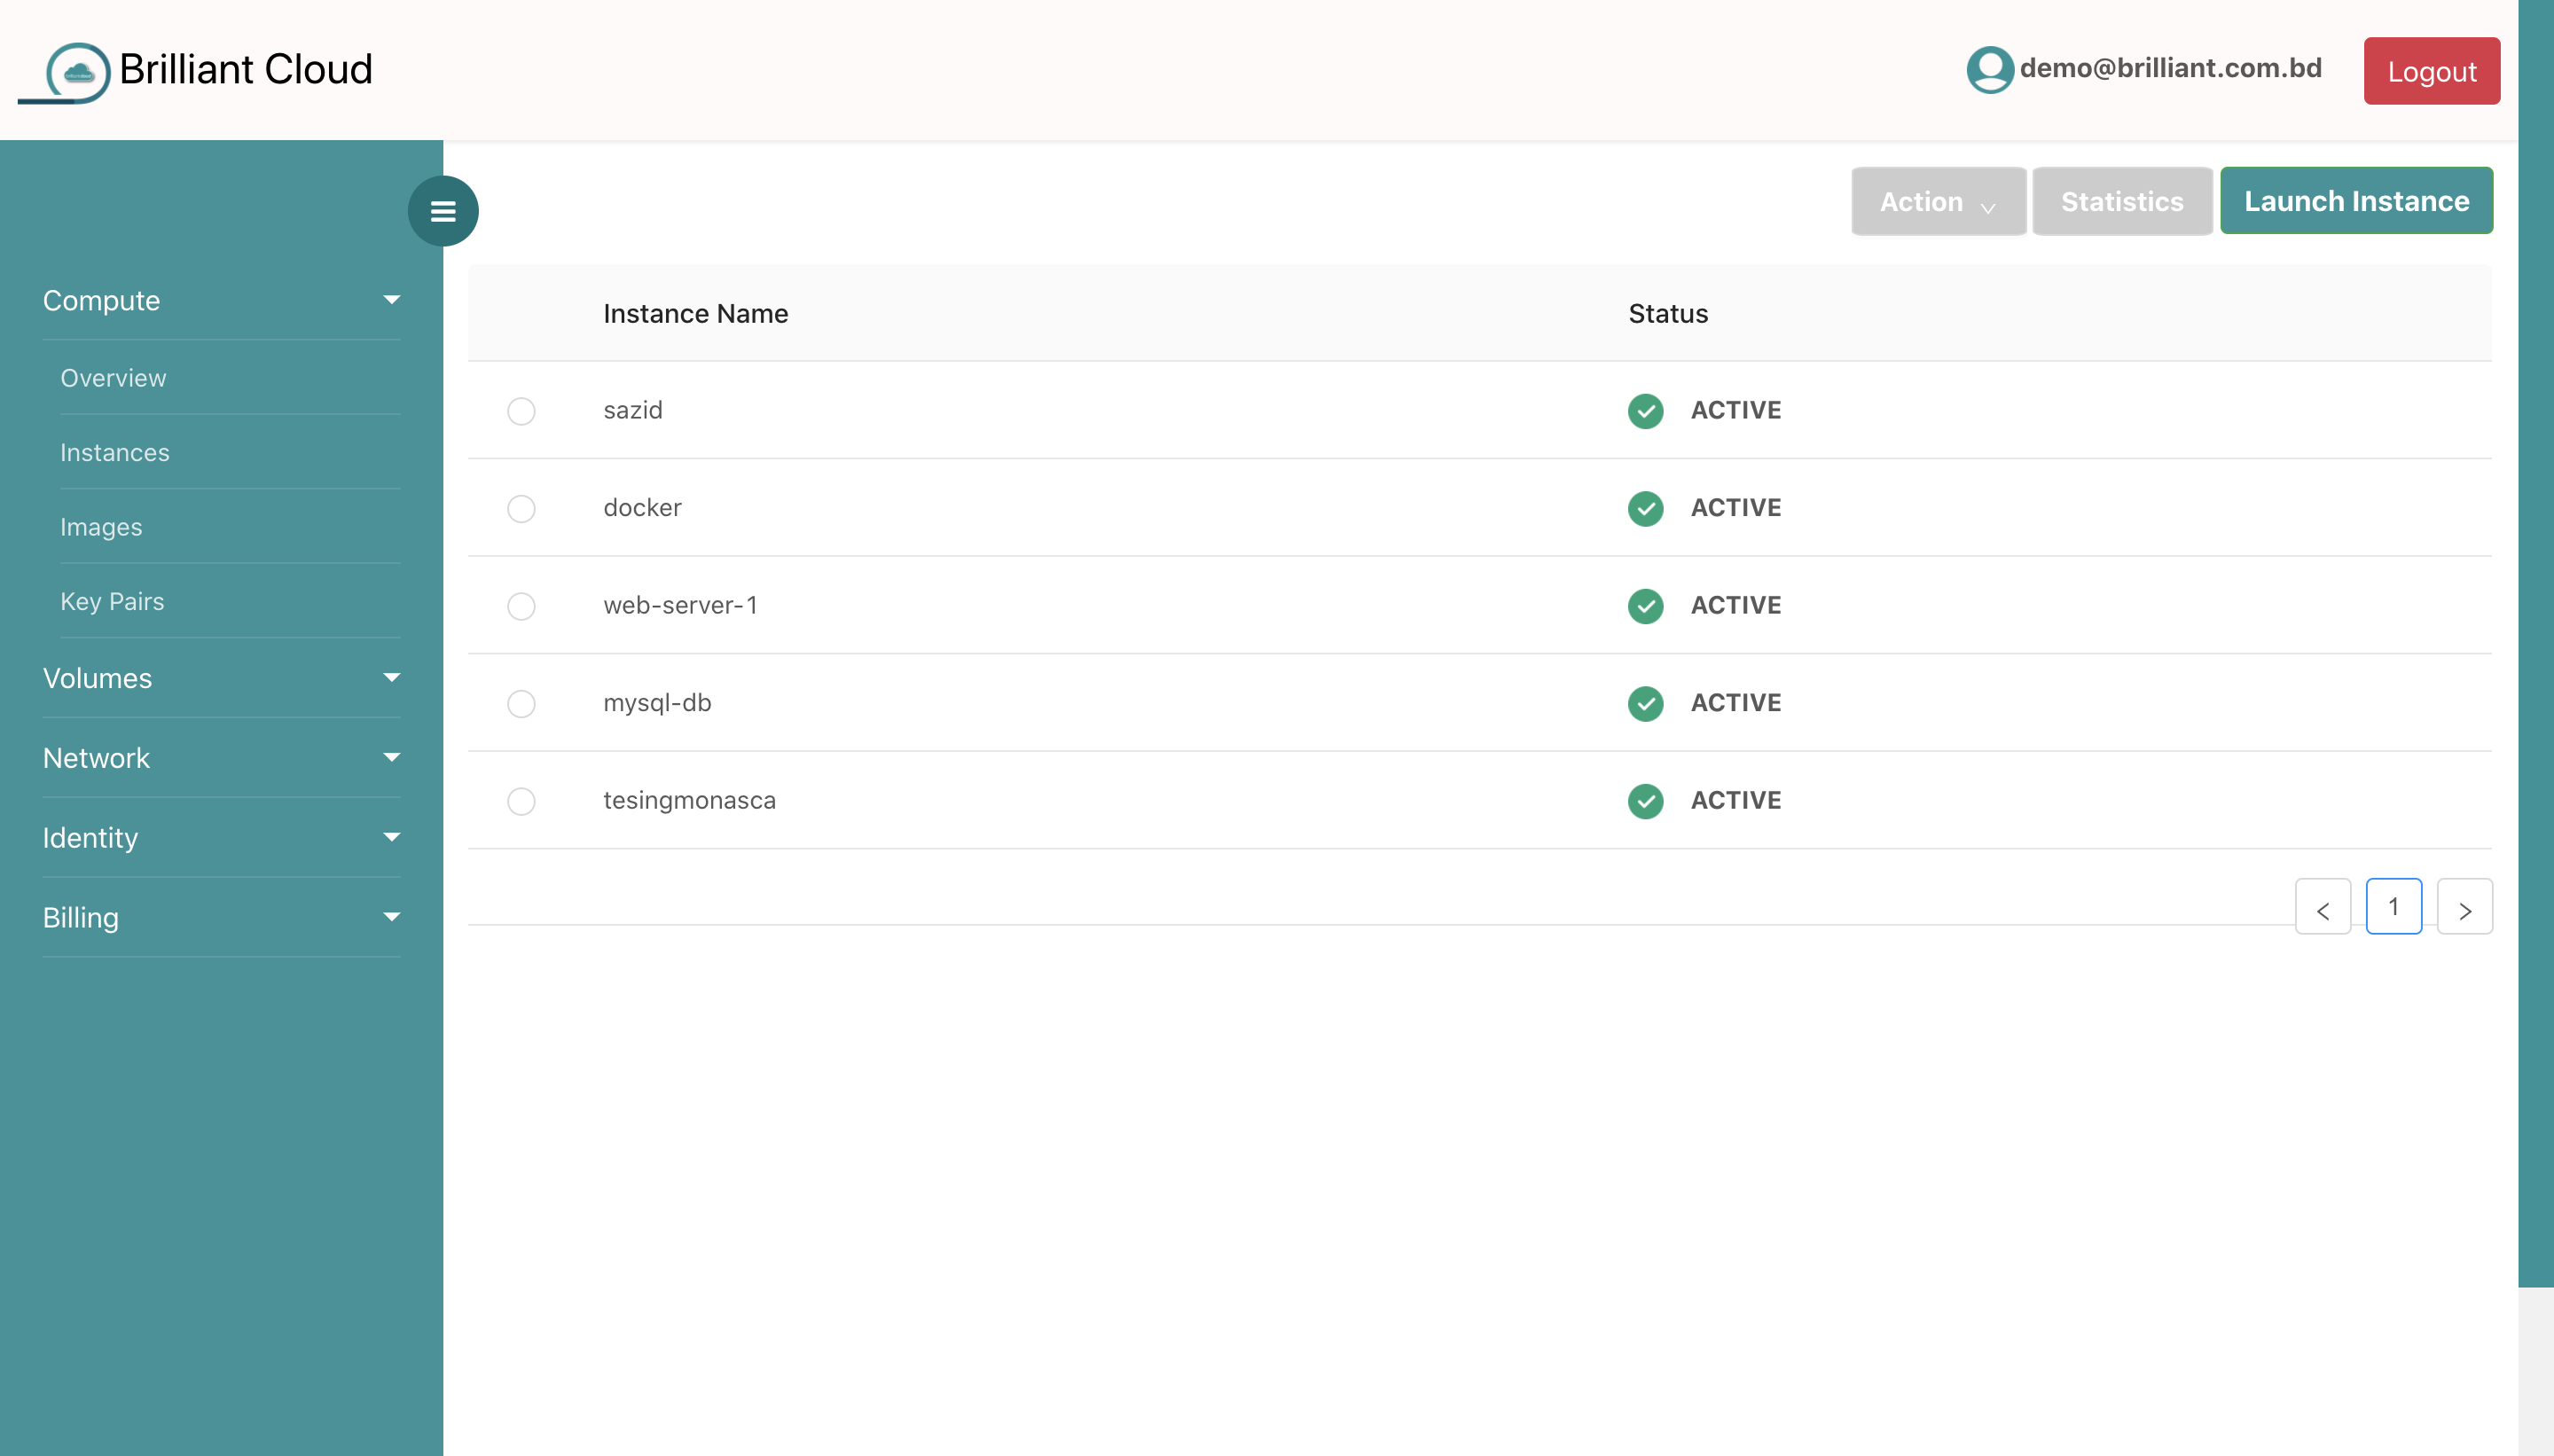 Brilliant Cloud
demo@brilliant.com.bd
Logout
Action
Statistics
Launch Instance
Compute
Overview
Instances
Images
Key Pairs
Volumes
Network
Identity
Billing
Instance Name Status
sazid ACTIVE
docker ACTIVE
web-server-1 ACTIVE
mysql-db ACTIVE
tesingmonasca ACTIVE
< 1 >